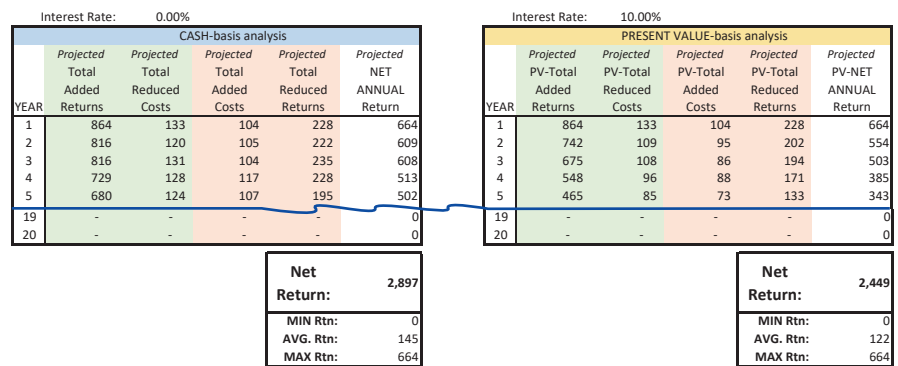 Interest Rate: 0.00%
CASH-basis analysis
Projected Projected Projected Projected Projected
Total Total Total Total NET
Added Reduced Added Reduced ANNUAL
YEAR Returns Costs Costs Returns Return
1 864 133 104 228 664
2 816 120 105 222 609
3 816 131 104 235 608
4 729 128 117 228 513
5 680 124 107 195 502
19 - - - - 0
20 - - - - 0
Net
Return: 2,897
MIN Rtn: 0
AVG. Rtn: 145
MAX Rtn: 664
Interest Rate: 10.00%
PRESENT VALUE-basis analysis
Projected Projected Projected Projected Projected
PV-Total PV-Total PV-Total PV-Total PV-NET
Added Reduced Added Reduced ANNUAL
YEAR Returns Costs Costs Returns Return
1 864 133 104 228 664
2 742 109 95 202 554
3 675 108 86 194 503
4 548 96 88 171 385
5 465 85 73 133 343
19 - - - - 0
20 - - - - 0
Net
Return: 2,449
MIN Rtn: 0
AVG. Rtn: 122
MAX Rtn: 664